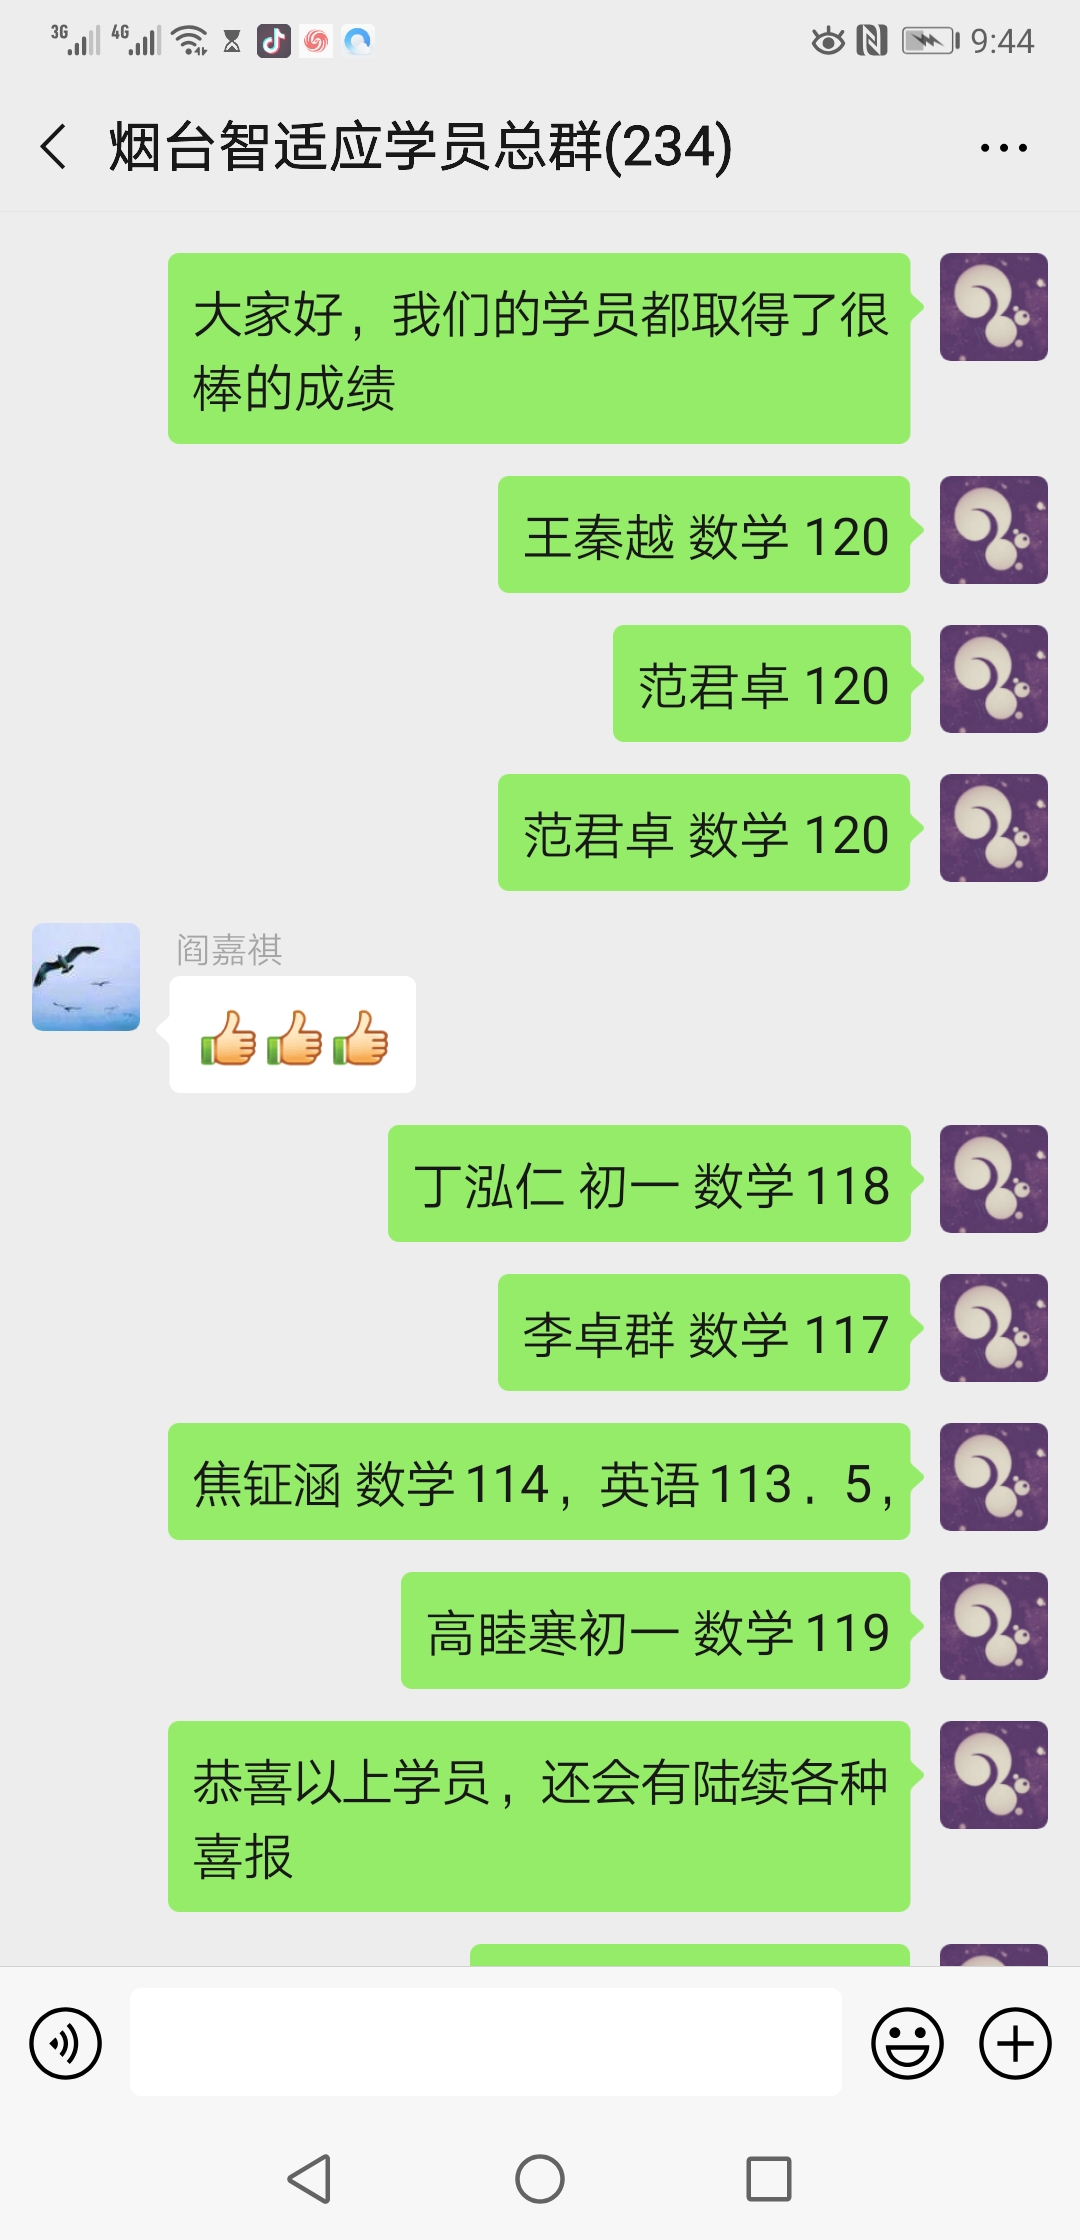 3G 4G 9:44
烟台智适应学员总群(234)
大家好，我们的学员都取得了很
棒的成绩
王秦越 数学 120
范君卓 120
范君卓 数学 120
阎嘉祺
丁泓仁 初一 数学 118
李卓群 数学 117
焦钲涵 数学 114，英语 113．5，
高睦寒初一 数学 119
恭喜以上学员，还会有陆续各种
喜报